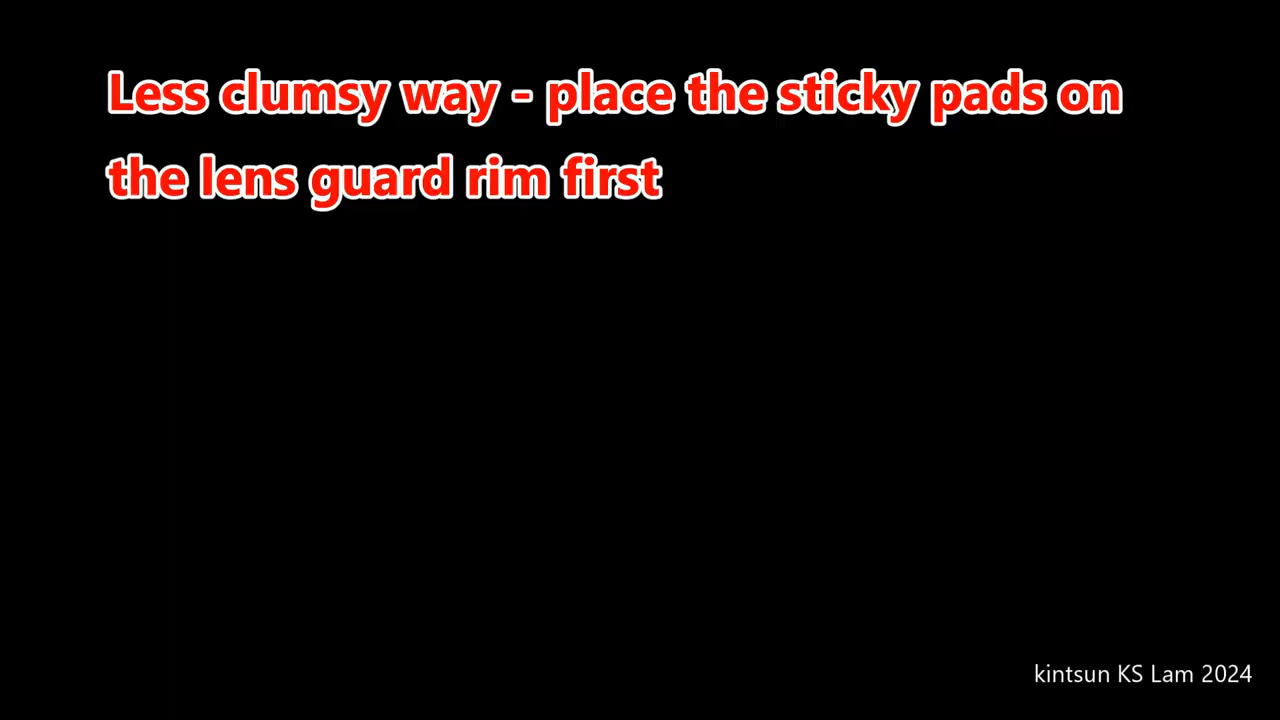 Less clumsy way - place the sticky pads on
the lens guard rim first
kintsun KS Lam 2024